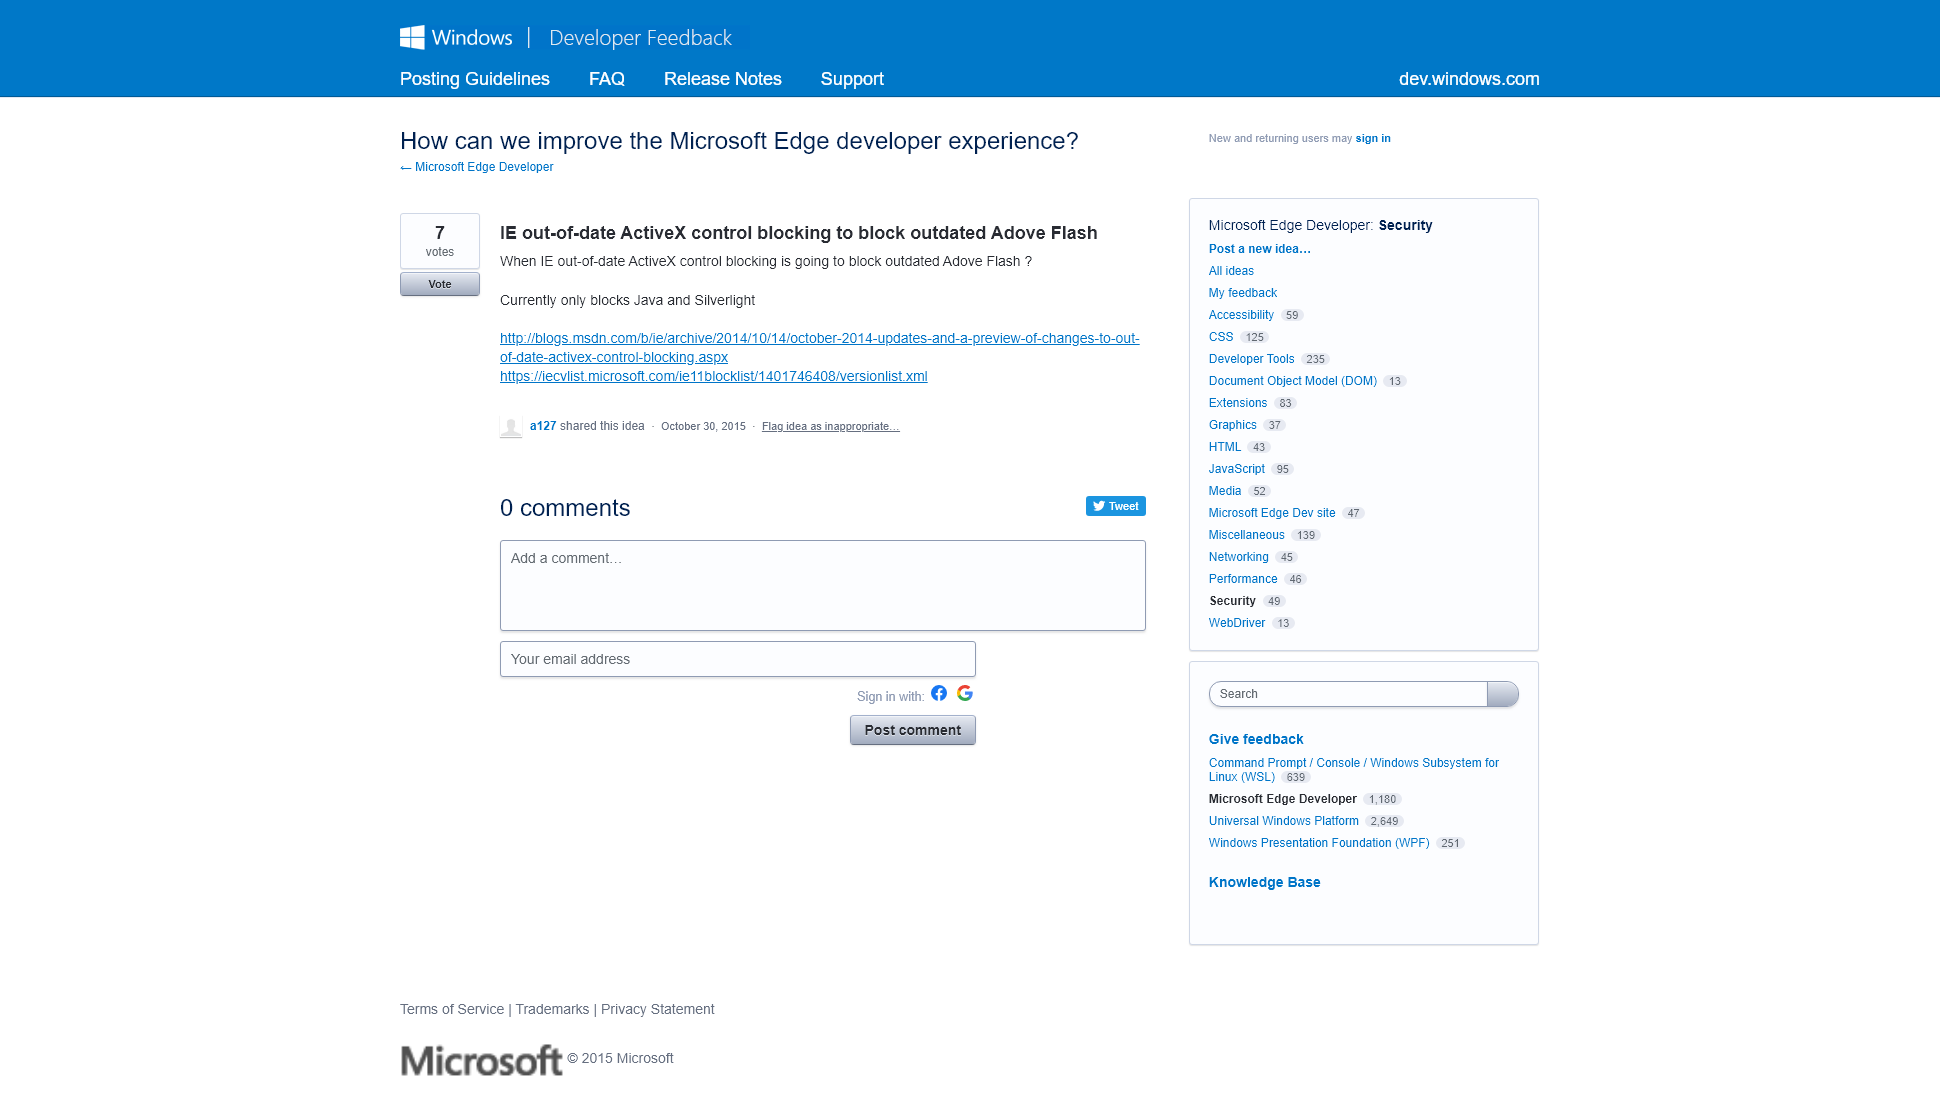 Windows | Developer Feedback
Posting Guidelines FAQ Release Notes Support dev.windows.com
How can we improve the Microsoft Edge developer experience?
← Microsoft Edge Developer
New and returning users may sign in
7
votes
Vote
IE out-of-date ActiveX control blocking to block outdated Adove Flash
When IE out-of-date ActiveX control blocking is going to block outdated Adove Flash ?
Currently only blocks Java and Silverlight
http://blogs.msdn.com/b/ie/archive/2014/10/14/october-2014-updates-and-a-preview-of-changes-to-out-
of-date-activex-control-blocking.aspx
https://iecvlist.microsoft.com/ie11blocklist/1401746408/versionlist.xml
a127 shared this idea · October 30, 2015 · Flag idea as inappropriate…
0 comments
Tweet
Add a comment…
Your email address
Sign in with:
Post comment
Microsoft Edge Developer: Security
Post a new idea…
All ideas
My feedback
Accessibility 59
CSS 125
Developer Tools 235
Document Object Model (DOM) 13
Extensions 83
Graphics 37
HTML 43
JavaScript 95
Media 52
Microsoft Edge Dev site 47
Miscellaneous 139
Networking 45
Performance 46
Security 49
WebDriver 13
Search
Give feedback
Command Prompt / Console / Windows Subsystem for
Linux (WSL) 639
Microsoft Edge Developer 1,180
Universal Windows Platform 2,649
Windows Presentation Foundation (WPF) 251
Knowledge Base
Terms of Service | Trademarks | Privacy Statement
Microsoft © 2015 Microsoft